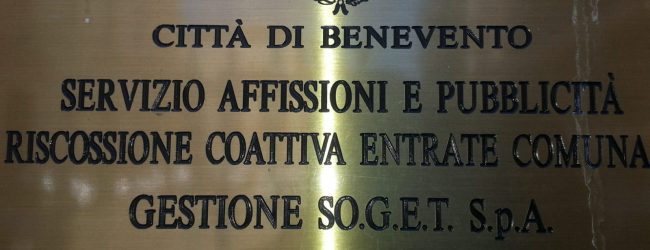 CITTÀ DI BENEVENTO
SERVIZIO AFFISSIONI E PUBBLICITÀ
RISCOSSIONE COATTIVA ENTRATE COMUNA
GESTIONE SO.G.E.T. S.p.A.